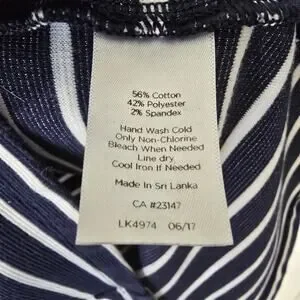 56% Cotton
42% Polyester
2% Spandex
Hand Wash Cold
Only Non-Chlorine
Bleach When Needed
Line dry
Cool Iron If Needed
Made In Sri Lanka
CA #23147
LK4974 06/17